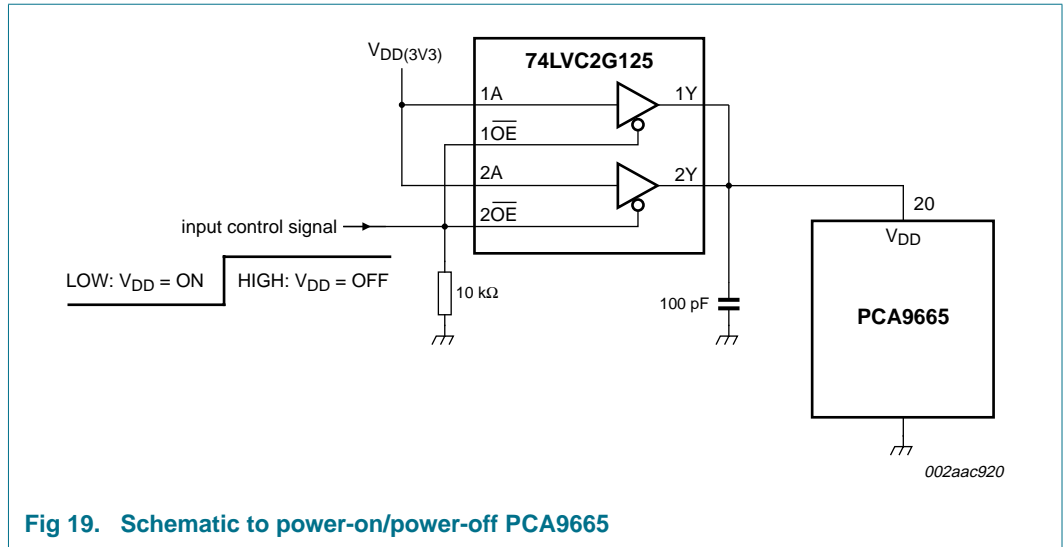 VDD(3V3)
74LVC2G125
1A
1Y
1OE
2A
2Y
2OE
input control signal
LOW: VDD = ON
HIGH: VDD = OFF
10 kΩ
100 pF
20
VDD
PCA9665
002aac920
Fig 19. Schematic to power-on/power-off PCA9665